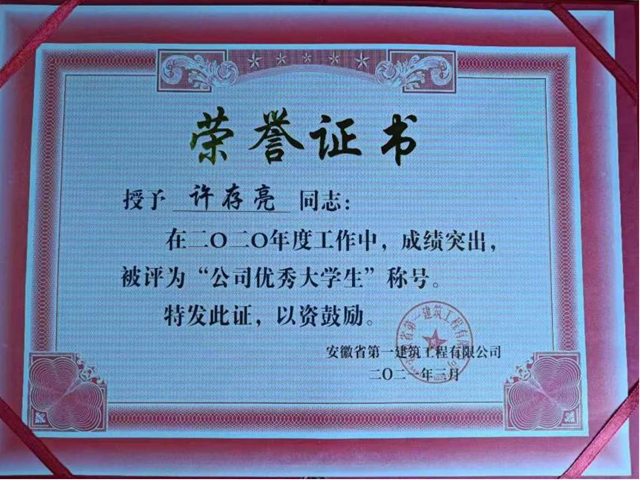 荣誉证书
授予 许存亮 同志：
在二〇二〇年度工作中，成绩突出，
被评为“公司优秀大学生”称号。
特发此证，以资鼓励。
安徽省第一建筑工程有限公司
二〇二一年三月